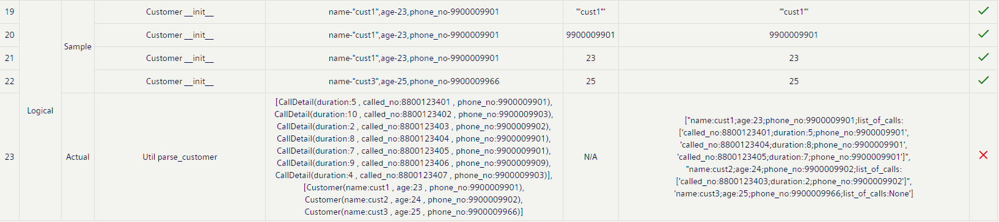 19 Customer __init__ name-"cust1",age-23,phone_no-9900009901 '"cust1"' '"cust1"'
20 Customer __init__ name-"cust1",age-23,phone_no-9900009901 9900009901 9900009901
Sample
21 Customer __init__ name-"cust1",age-23,phone_no-9900009901 23 23
22 Customer __init__ name-"cust3",age-25,phone_no-9900009966 25 25
Logical
23 Actual Util parse_customer
[CallDetail(duration:5 , called_no:8800123401 , phone_no:9900009901),
CallDetail(duration:10 , called_no:8800123402 , phone_no:9900009903),
CallDetail(duration:2 , called_no:8800123403 , phone_no:9900009902),
CallDetail(duration:8 , called_no:8800123404 , phone_no:9900009901),
CallDetail(duration:7 , called_no:8800123405 , phone_no:9900009901),
CallDetail(duration:9 , called_no:8800123406 , phone_no:9900009909),
CallDetail(duration:4 , called_no:8800123407 , phone_no:9900009903)],
[Customer(name:cust1 , age:23 , phone_no:9900009901),
Customer(name:cust2 , age:24 , phone_no:9900009902),
Customer(name:cust3 , age:25 , phone_no:9900009966)]
N/A
["name:cust1;age:23;phone_no:9900009901;list_of_calls:
['called_no:8800123401;duration:5;phone_no:9900009901',
'called_no:8800123404;duration:8;phone_no:9900009901',
'called_no:8800123405;duration:7;phone_no:9900009901']",
"name:cust2;age:24;phone_no:9900009902;list_of_calls:
['called_no:8800123403;duration:2;phone_no:9900009902']",
'name:cust3;age:25;phone_no:9900009966;list_of_calls:None']